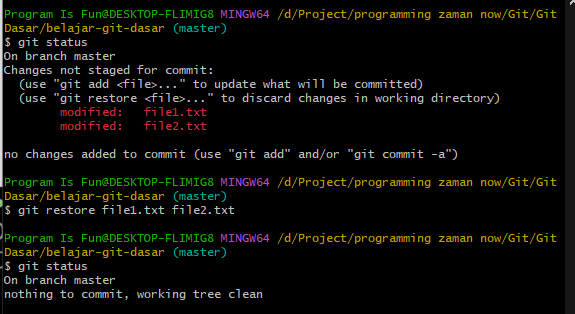 Program Is Fun@DESKTOP-FLIMIG8 MINGW64 /d/Project/programming zaman now/Git/Git
Dasar/belajar-git-dasar (master)
$ git status
On branch master
Changes not staged for commit:
  (use "git add <file>..." to update what will be committed)
  (use "git restore <file>..." to discard changes in working directory)
        modified:   file1.txt
        modified:   file2.txt

no changes added to commit (use "git add" and/or "git commit -a")

Program Is Fun@DESKTOP-FLIMIG8 MINGW64 /d/Project/programming zaman now/Git/Git
Dasar/belajar-git-dasar (master)
$ git restore file1.txt file2.txt

Program Is Fun@DESKTOP-FLIMIG8 MINGW64 /d/Project/programming zaman now/Git/Git
Dasar/belajar-git-dasar (master)
$ git status
On branch master
nothing to commit, working tree clean